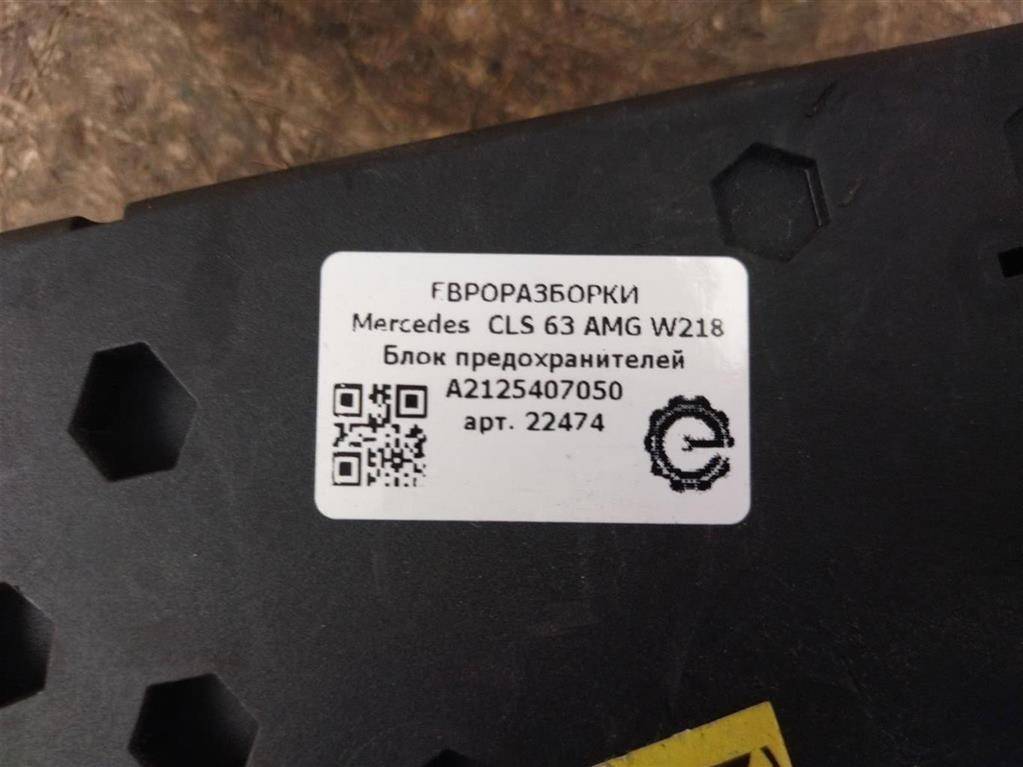 ЕВРОРАЗБОРКИ
Mercedes CLS 63 AMG W218
Блок предохранителей
A2125407050
арт. 22474